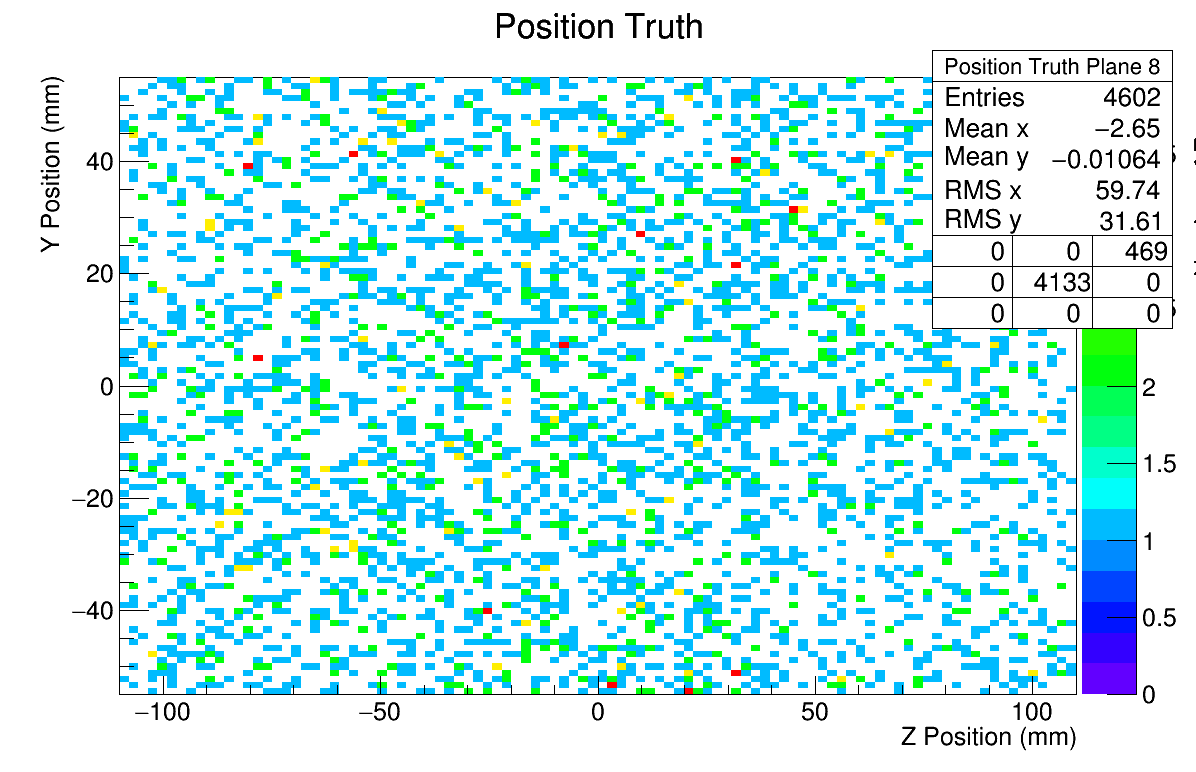 Position Truth
Y Position (mm)
40
20
0
−20
−40
−100
−50
0
50
100
Z Position (mm)
Position Truth Plane 8
Entries 4602
Mean x −2.65
Mean y −0.01064
RMS x 59.74
RMS y 31.61
0 0 469
0 4133 0
0 0 0
2
1.5
1
0.5
0